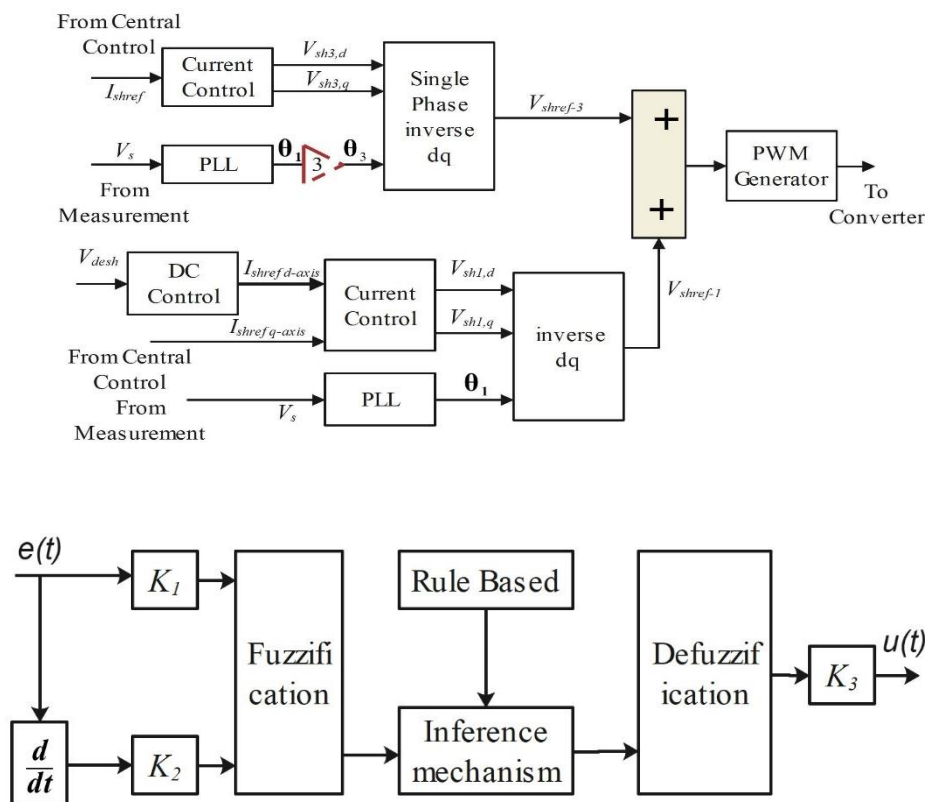 From Central
Control
I_shref
Current
Control
V_sh3,d
V_sh3,q
Single
Phase
inverse
dq
V_shref-3
V_s
From
Measurement
PLL
θ_1
3
θ_3
+
+
PWM
Generator
To
Converter
V_desh
DC
Control
I_shref d-axis
I_shref q-axis
Current
Control
V_sh1,d
V_sh1,q
inverse
dq
V_shref-1
From Central
Control
From
Measurement
V_s
PLL
θ_1
e(t)
K_1
Fuzzifi
cation
Rule Based
Defuzzif
ication
K_3
u(t)
d
dt
K_2
Inference
mechanism